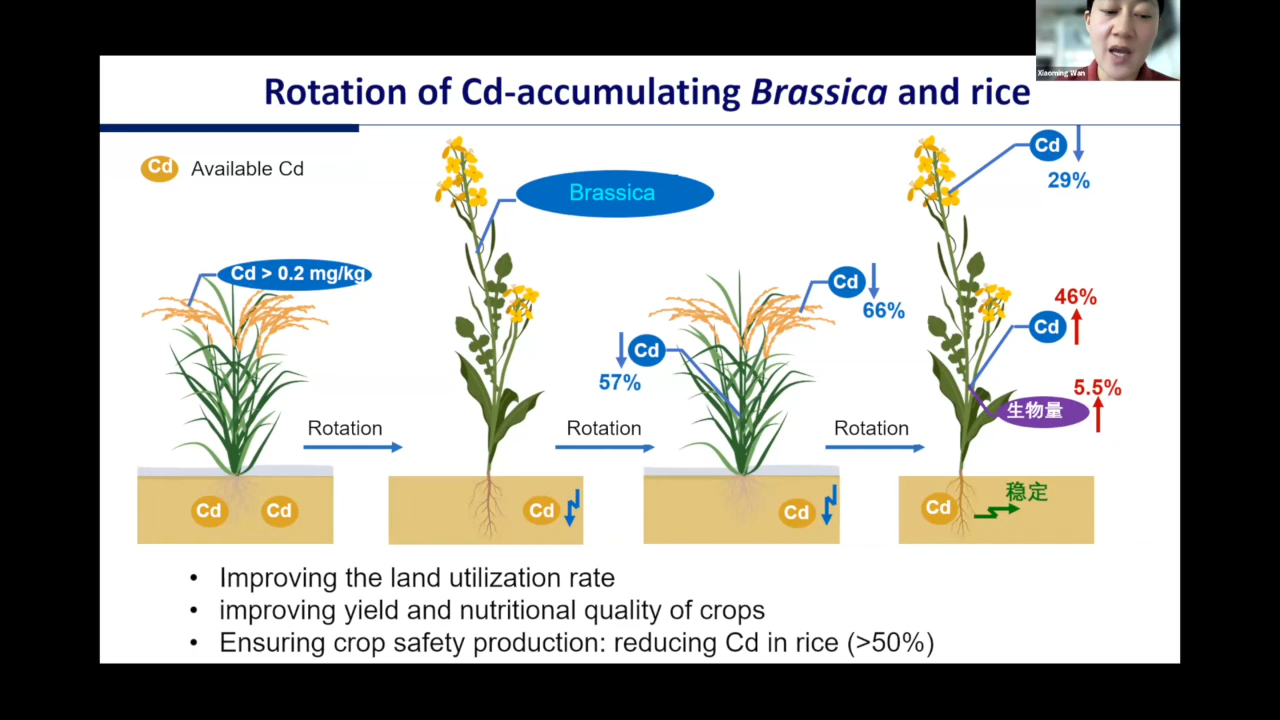 Xiaoming Wan
Rotation of Cd-accumulating Brassica and rice
Cd Available Cd
Cd > 0.2 mg/kg
Brassica
Cd
29%
Cd
66%
Cd
57%
46%
Cd
5.5%
生物量
Rotation
Rotation
Rotation
Cd Cd
Cd
Cd
Cd
稳定
• Improving the land utilization rate
• improving yield and nutritional quality of crops
• Ensuring crop safety production: reducing Cd in rice (>50%)